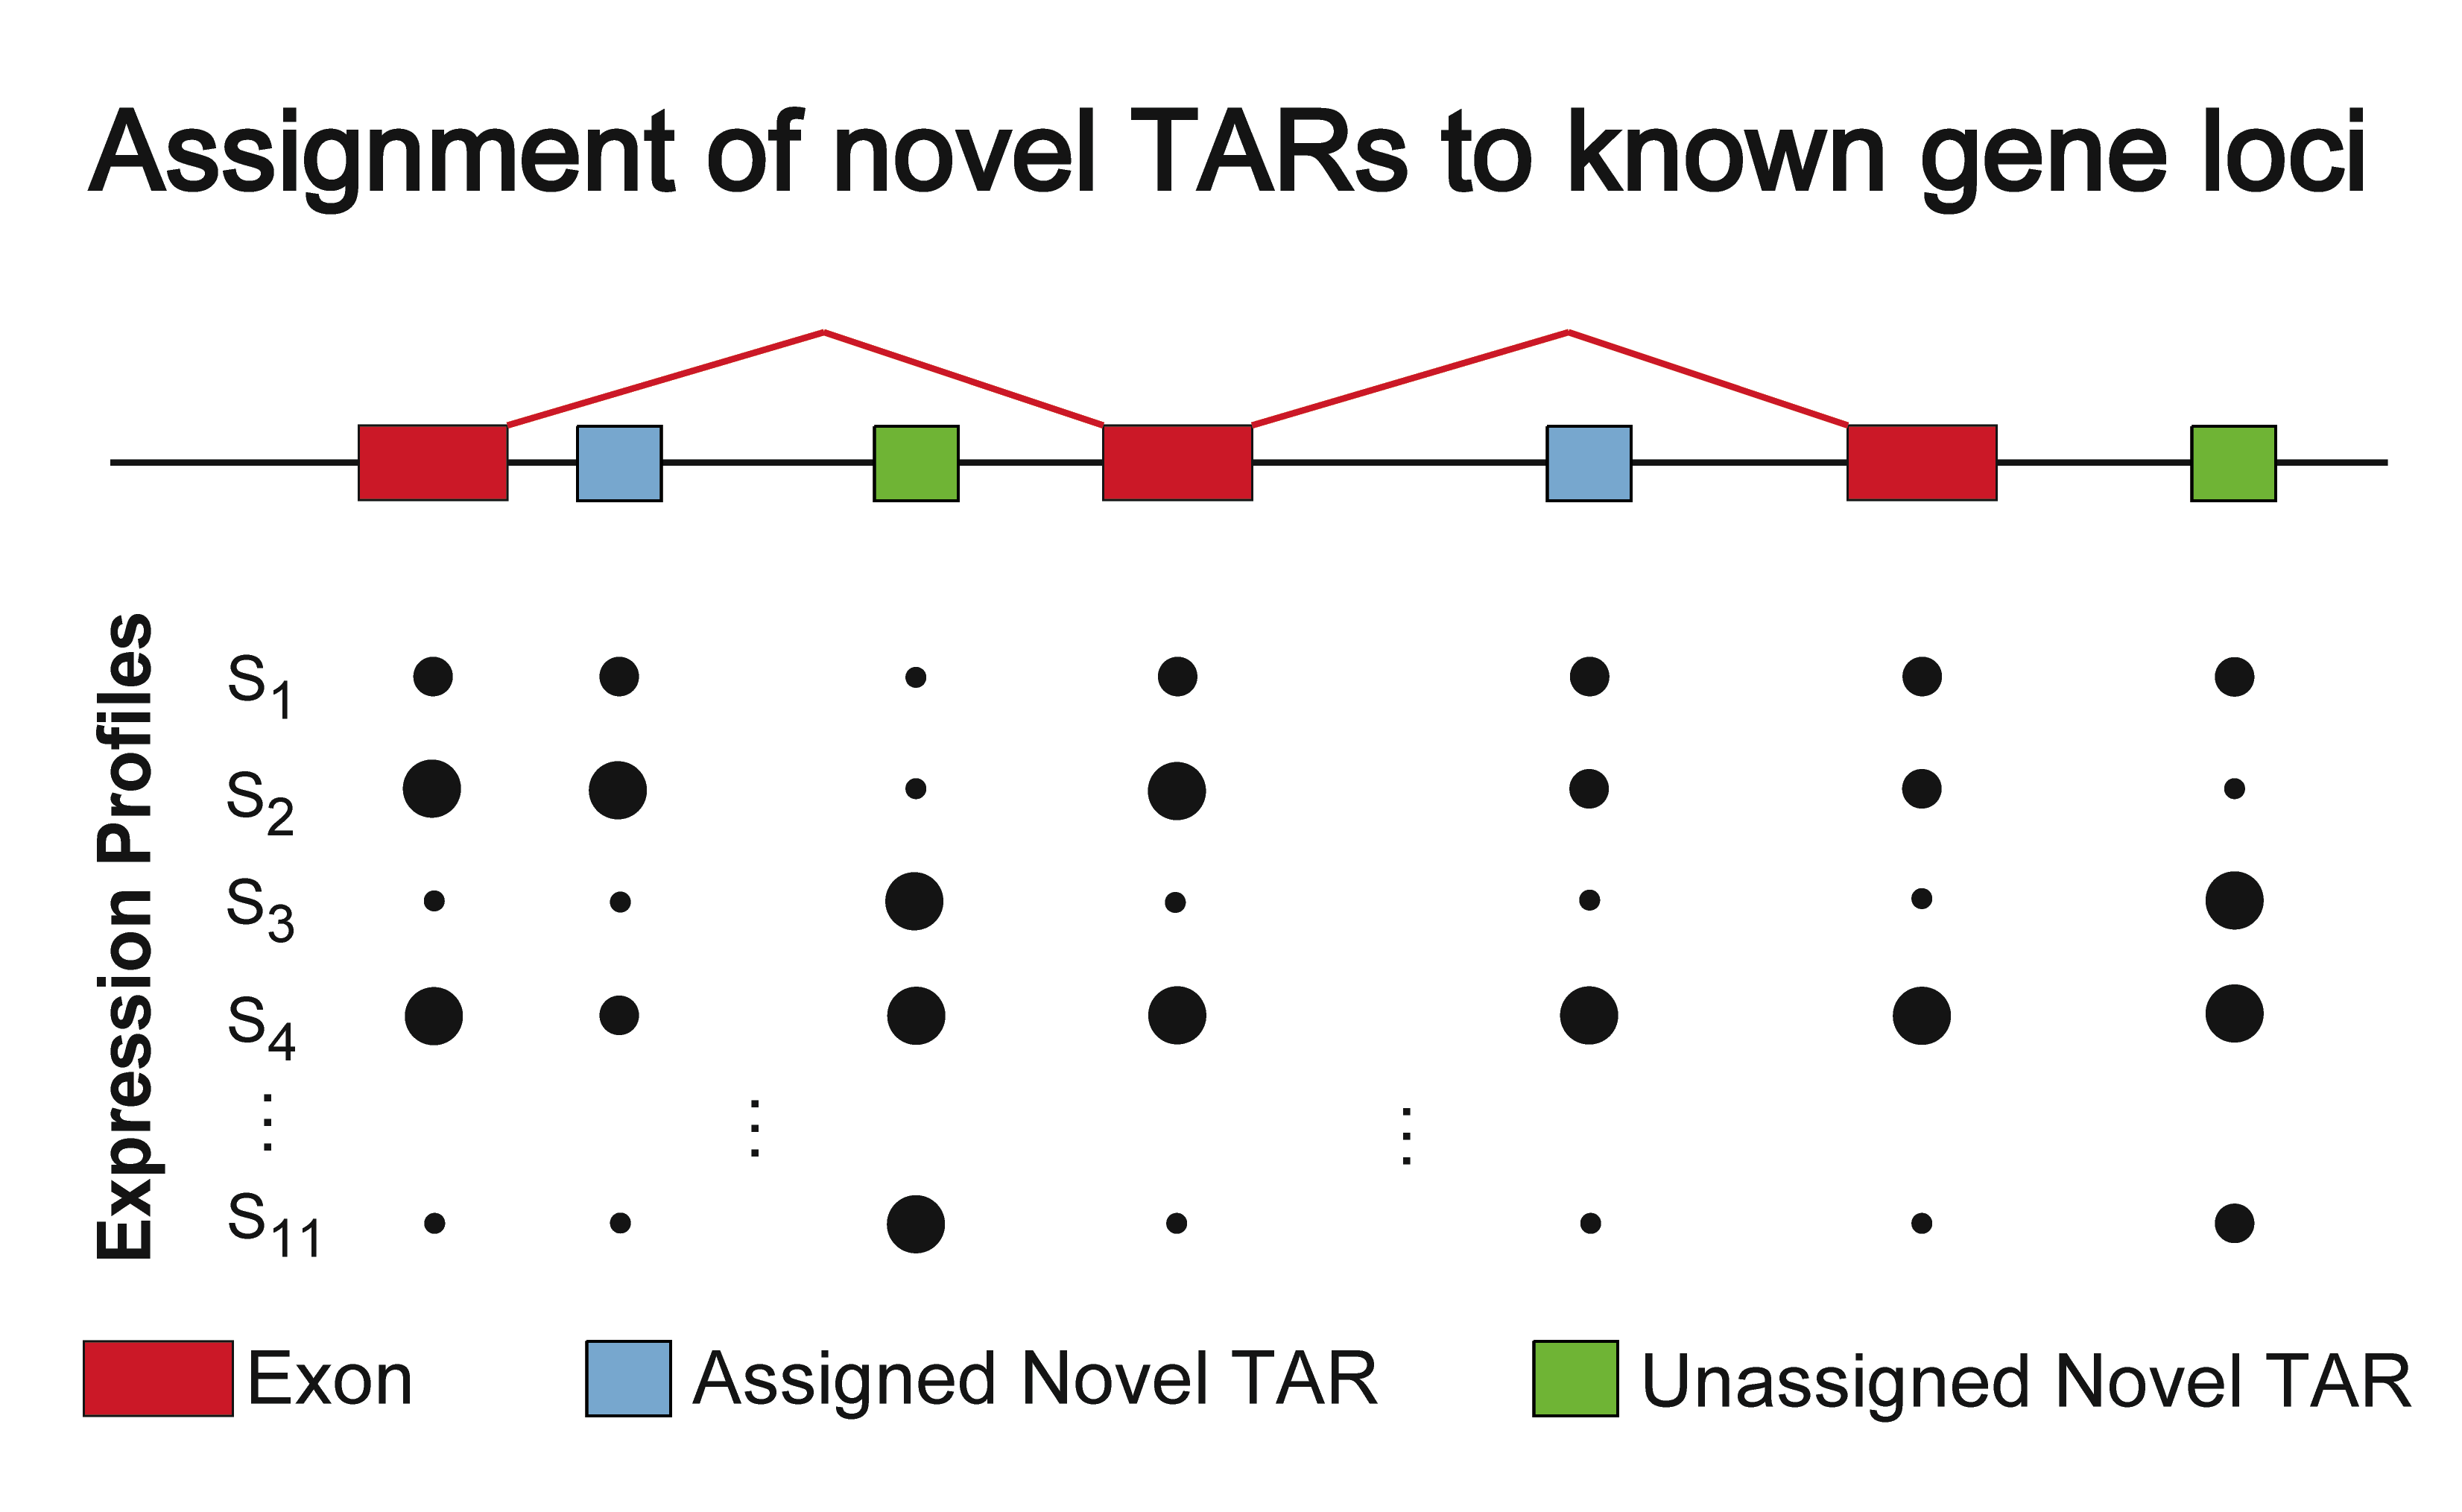 Assignment of novel TARs to known gene loci
Expression Profiles
S1
S2
S3
S4
S11
Exon
Assigned Novel TAR
Unassigned Novel TAR